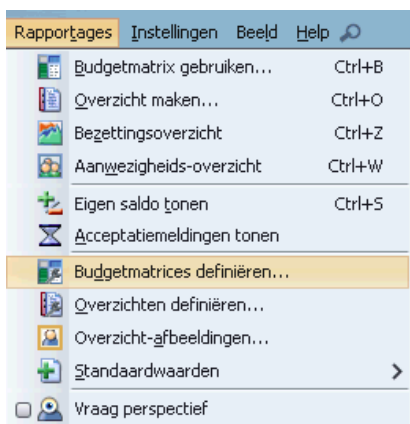 Rapportages Instellingen Beeld Help
Budgetmatrix gebruiken... Ctrl+B
Overzicht maken... Ctrl+O
Bezettingsoverzicht Ctrl+Z
Aanwezigheids-overzicht Ctrl+W
Eigen saldo tonen Ctrl+S
Acceptatiemeldingen tonen
Budgetmatrices definiëren...
Overzichten definiëren...
Overzicht-afbeeldingen...
Standaardwaarden
Vraag perspectief